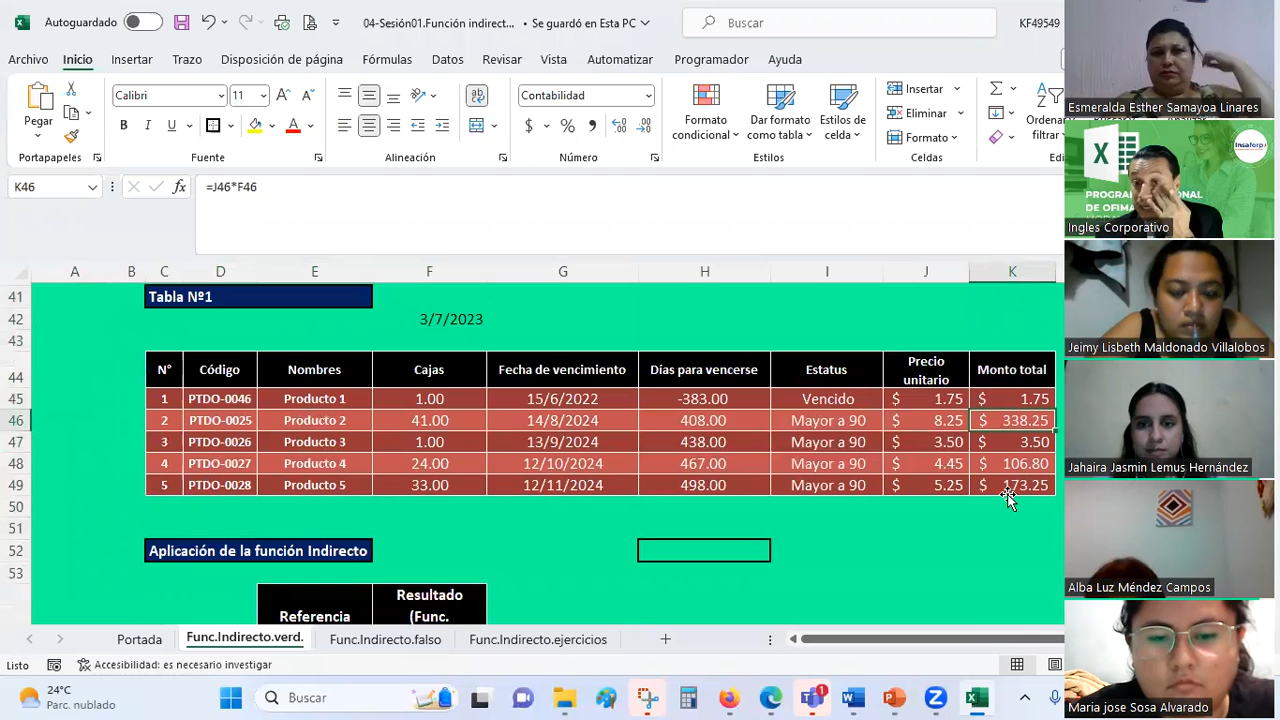 Autoguardado
04-Sesión01.Función indirect... • Se guardó en Esta PC
Buscar
KF49549
Archivo Inicio Insertar Trazo Disposición de página Fórmulas Datos Revisar Vista Automatizar Programador Ayuda
Pegar
Portapapeles
Calibri 11
N K S
Fuente
Alineación
Contabilidad
$ % 000
Número
Formato condicional
Dar formato como tabla
Estilos de celda
Estilos
Insertar
Eliminar
Formato
Celdas
Ordenar
filtrar
Ed
K46
fx =J46*F46
A B C D E F G H I J K
41 Tabla Nº1
42 3/7/2023
43
44 N° Código Nombres Cajas Fecha de vencimiento Días para vencerse Estatus Precio unitario Monto total
45 1 PTDO-0046 Producto 1 1.00 15/6/2022 -383.00 Vencido $ 1.75 $ 1.75
46 2 PTDO-0025 Producto 2 41.00 14/8/2024 408.00 Mayor a 90 $ 8.25 $ 338.25
47 3 PTDO-0026 Producto 3 1.00 13/9/2024 438.00 Mayor a 90 $ 3.50 $ 3.50
48 4 PTDO-0027 Producto 4 24.00 12/10/2024 467.00 Mayor a 90 $ 4.45 $ 106.80
49 5 PTDO-0028 Producto 5 33.00 12/11/2024 498.00 Mayor a 90 $ 5.25 $ 173.25
50
51
52 Aplicación de la función Indirecto
53
Referencia
Resultado
(Func.
Portada Func.Indirecto.verd. Func.Indirecto.falso Func.Indirecto.ejercicios
Listo
Accesibilidad: es necesario investigar
24°C
Parc. nublado
Buscar
1
Esmeralda Esther Samayoa Linares
Insaforp
DE OFIMA
Ingles Corporativo
Jeimy Lisbeth Maldonado Villalobos
Jahaira Jasmin Lemus Hernández
Alba Luz Méndez Campos
Maria jose Sosa Alvarado